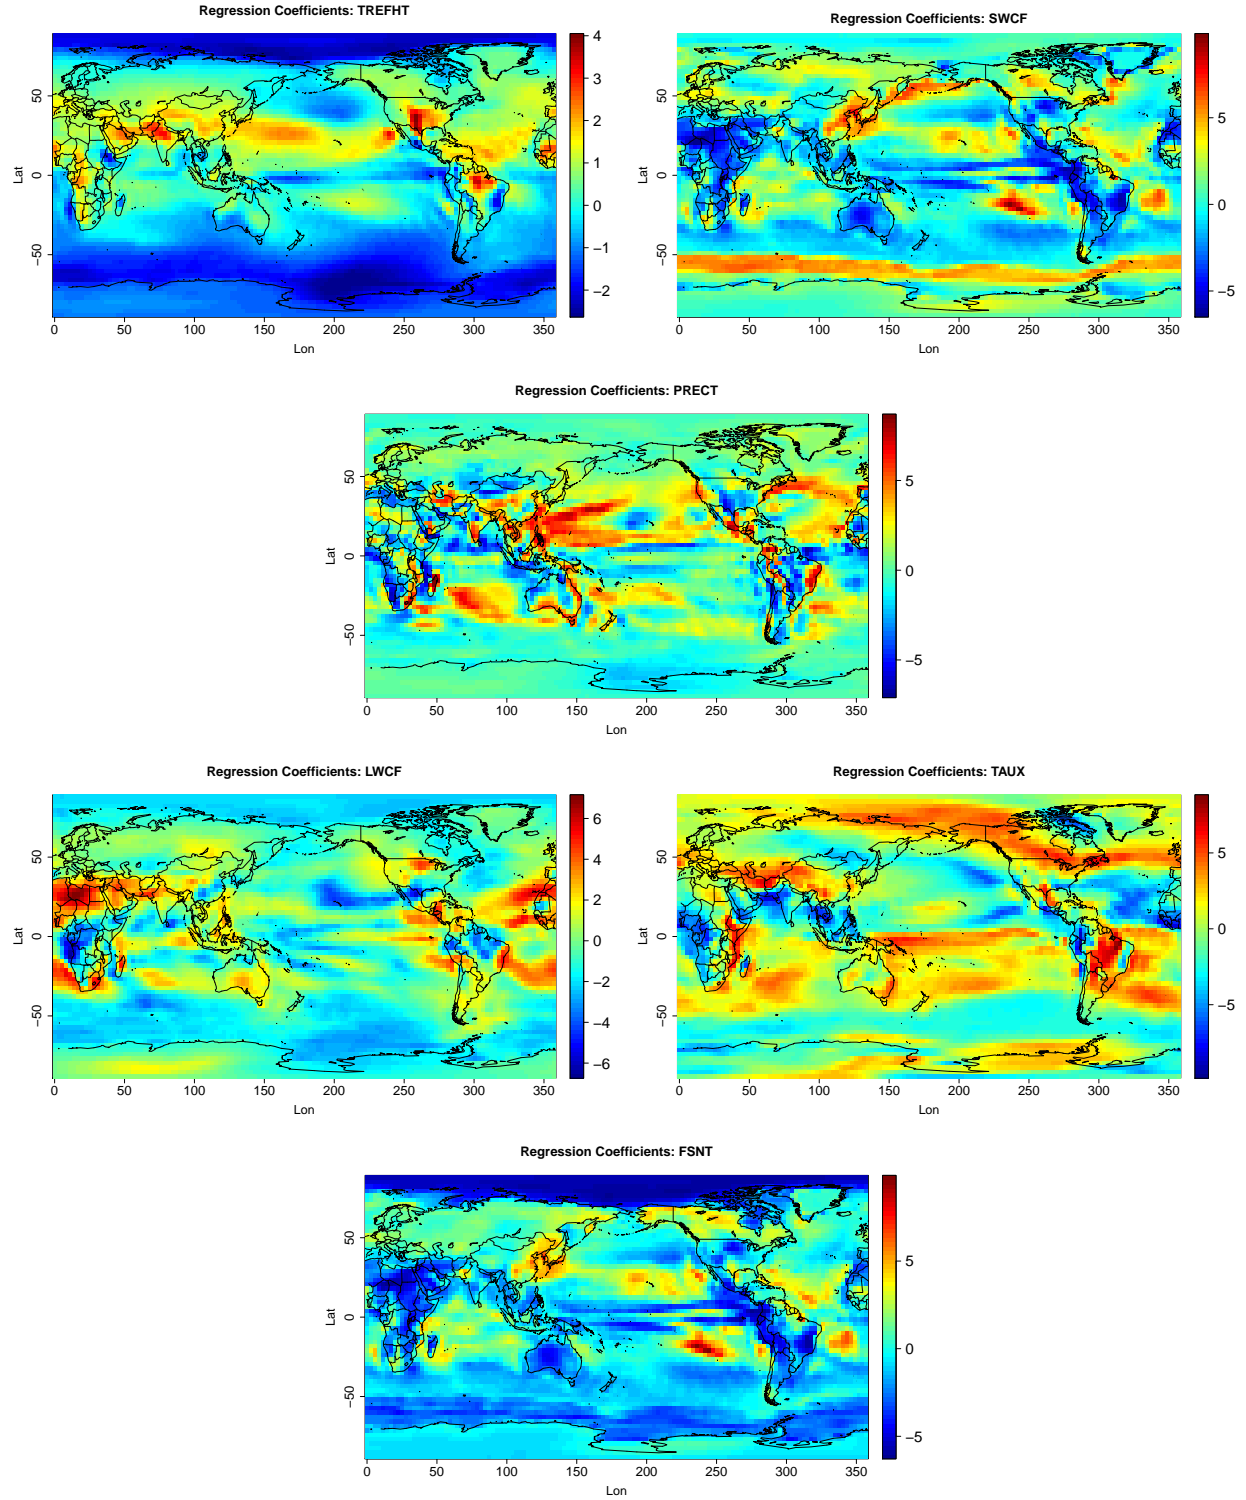 Regression Coefficients: TREFHT
Lat
50
0
−50
0 50 100 150 200 250 300 350
Lon
4
3
2
1
0
−1
−2
Regression Coefficients: SWCF
Lat
50
0
−50
0 50 100 150 200 250 300 350
Lon
5
0
−5
Regression Coefficients: PRECT
Lat
50
0
−50
0 50 100 150 200 250 300 350
Lon
5
0
−5
Regression Coefficients: LWCF
Lat
50
0
−50
0 50 100 150 200 250 300 350
Lon
6
4
2
0
−2
−4
−6
Regression Coefficients: TAUX
Lat
50
0
−50
0 50 100 150 200 250 300 350
Lon
5
0
−5
Regression Coefficients: FSNT
Lat
50
0
−50
0 50 100 150 200 250 300 350
Lon
5
0
−5